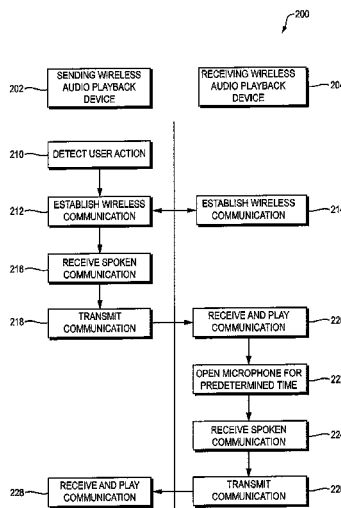 200
202
SENDING WIRELESS
AUDIO PLAYBACK
DEVICE
RECEIVING WIRELESS
AUDIO PLAYBACK
DEVICE
204
210
DETECT USER ACTION
212
ESTABLISH WIRELESS
COMMUNICATION
ESTABLISH WIRELESS
COMMUNICATION
214
216
RECEIVE SPOKEN
COMMUNICATION
218
TRANSMIT
COMMUNICATION
RECEIVE AND PLAY
COMMUNICATION
OPEN MICROPHONE FOR
PREDETERMINED TIME
RECEIVE SPOKEN
COMMUNICATION
228
RECEIVE AND PLAY
COMMUNICATION
TRANSMIT
COMMUNICATION